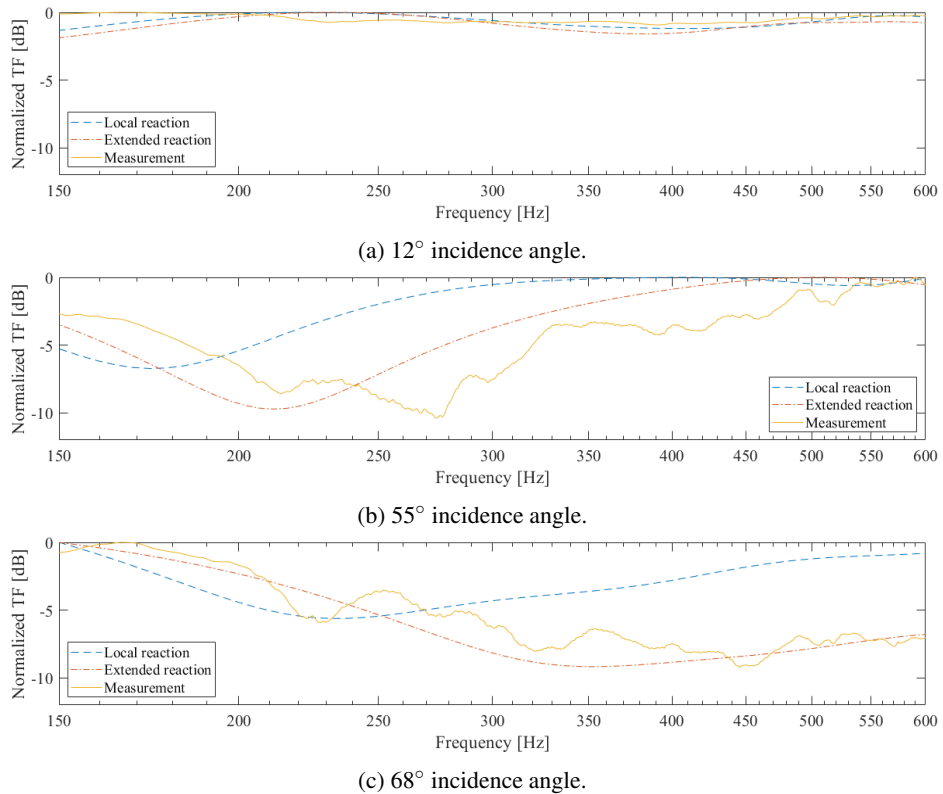 0
-5
-10
Normalized TF [dB]
Local reaction
Extended reaction
Measurement
150 200 250 300 350 400 450 500 550 600
Frequency [Hz]
(a) 12° incidence angle.
0
-5
-10
Normalized TF [dB]
Local reaction
Extended reaction
Measurement
150 200 250 300 350 400 450 500 550 600
Frequency [Hz]
(b) 55° incidence angle.
0
-5
-10
Normalized TF [dB]
Local reaction
Extended reaction
Measurement
150 200 250 300 350 400 450 500 550 600
Frequency [Hz]
(c) 68° incidence angle.